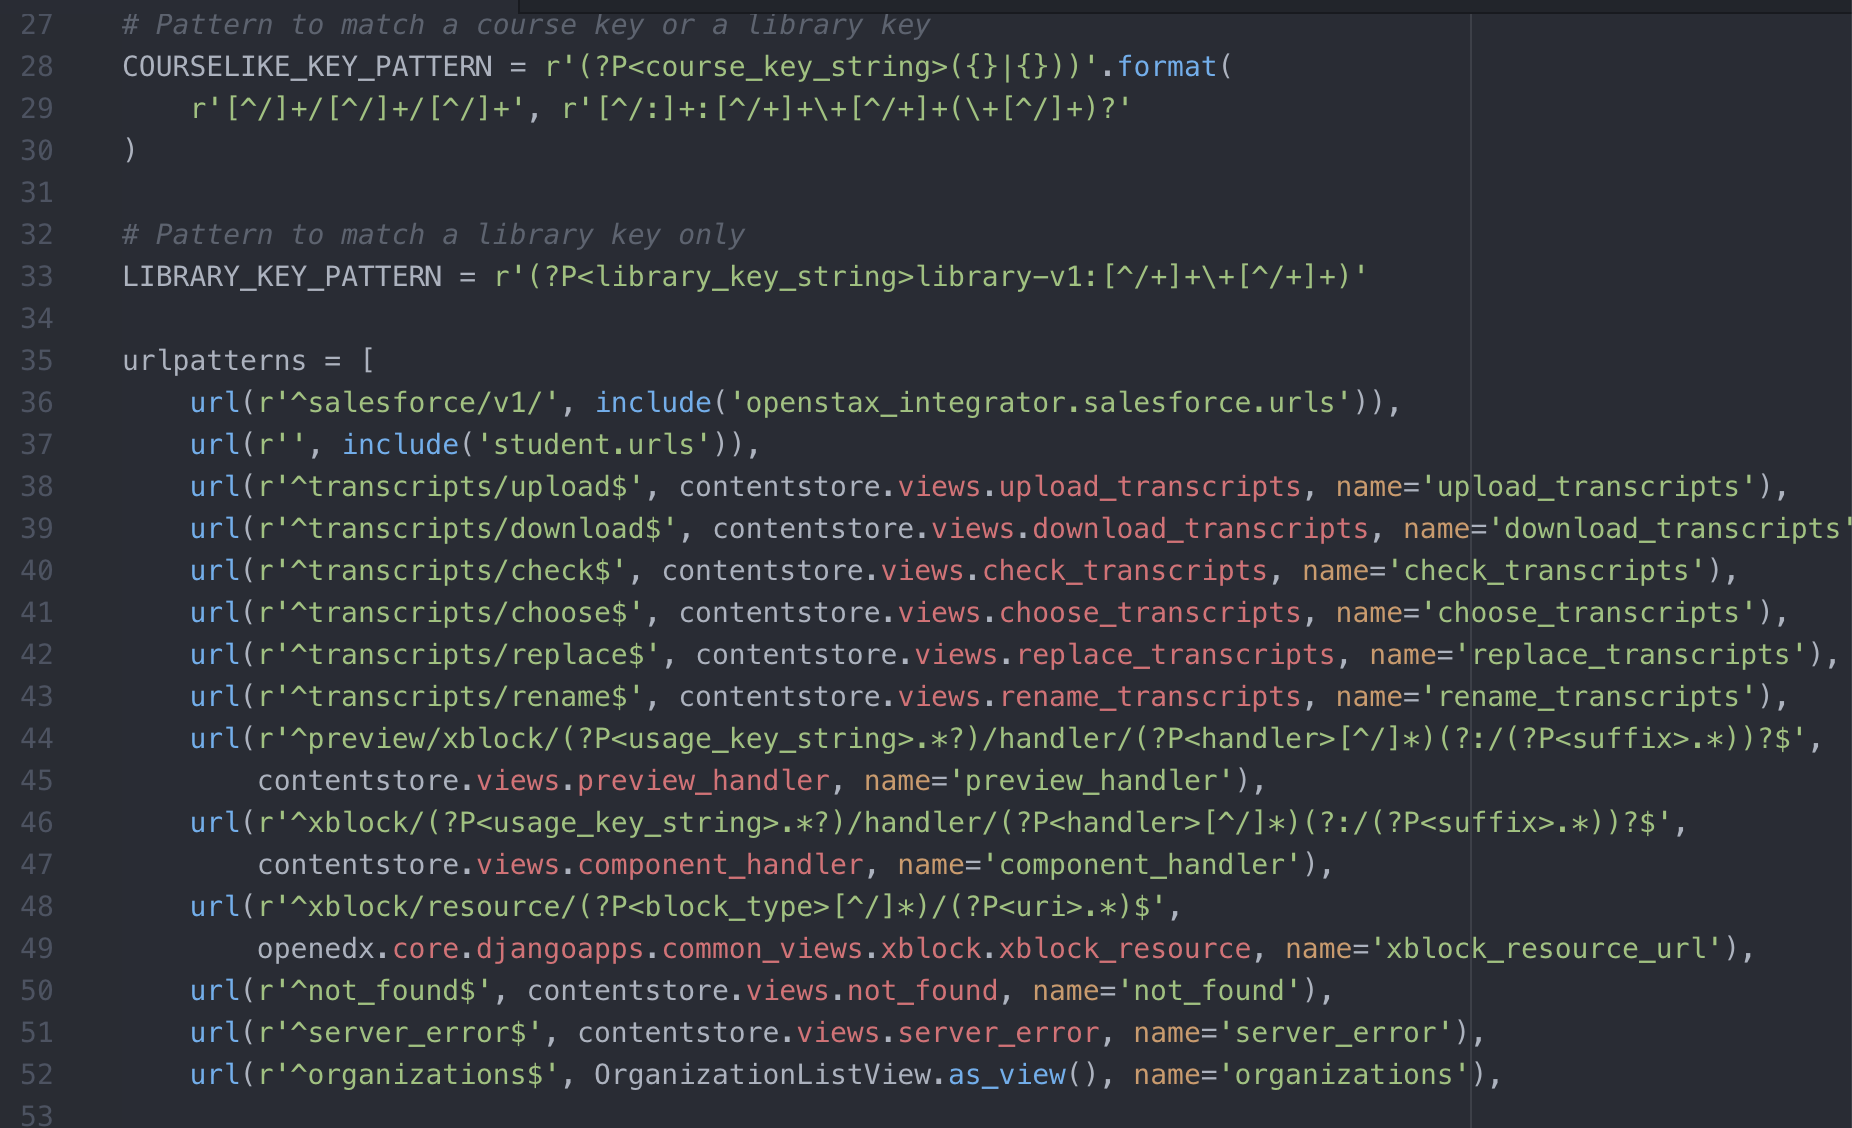 27 # Pattern to match a course key or a library key
28 COURSELIKE_KEY_PATTERN = r'(?P<course_key_string>({}|{}))'.format(
29     r'[^/]+/[^/]+/[^/]+', r'[^/:]+:[^/+]+\+[^/+]+(\+[^/]+)?'
30 )
31
32 # Pattern to match a library key only
33 LIBRARY_KEY_PATTERN = r'(?P<library_key_string>library-v1:[^/+]+\+[^/+]+)'
34
35 urlpatterns = [
36     url(r'^salesforce/v1/', include('openstax_integrator.salesforce.urls')),
37     url(r'', include('student.urls')),
38     url(r'^transcripts/upload$', contentstore.views.upload_transcripts, name='upload_transcripts'),
39     url(r'^transcripts/download$', contentstore.views.download_transcripts, name='download_transcripts'
40     url(r'^transcripts/check$', contentstore.views.check_transcripts, name='check_transcripts'),
41     url(r'^transcripts/choose$', contentstore.views.choose_transcripts, name='choose_transcripts'),
42     url(r'^transcripts/replace$', contentstore.views.replace_transcripts, name='replace_transcripts'),
43     url(r'^transcripts/rename$', contentstore.views.rename_transcripts, name='rename_transcripts'),
44     url(r'^preview/xblock/(?P<usage_key_string>.*?)/handler/(?P<handler>[^/]*)(?:/(?P<suffix>.*))?$',
45         contentstore.views.preview_handler, name='preview_handler'),
46     url(r'^xblock/(?P<usage_key_string>.*?)/handler/(?P<handler>[^/]*)(?:/(?P<suffix>.*))?$',
47         contentstore.views.component_handler, name='component_handler'),
48     url(r'^xblock/resource/(?P<block_type>[^/]*)/(?P<uri>.*)$',
49         openedx.core.djangoapps.common_views.xblock.xblock_resource, name='xblock_resource_url'),
50     url(r'^not_found$', contentstore.views.not_found, name='not_found'),
51     url(r'^server_error$', contentstore.views.server_error, name='server_error'),
52     url(r'^organizations$', OrganizationListView.as_view(), name='organizations'),
53